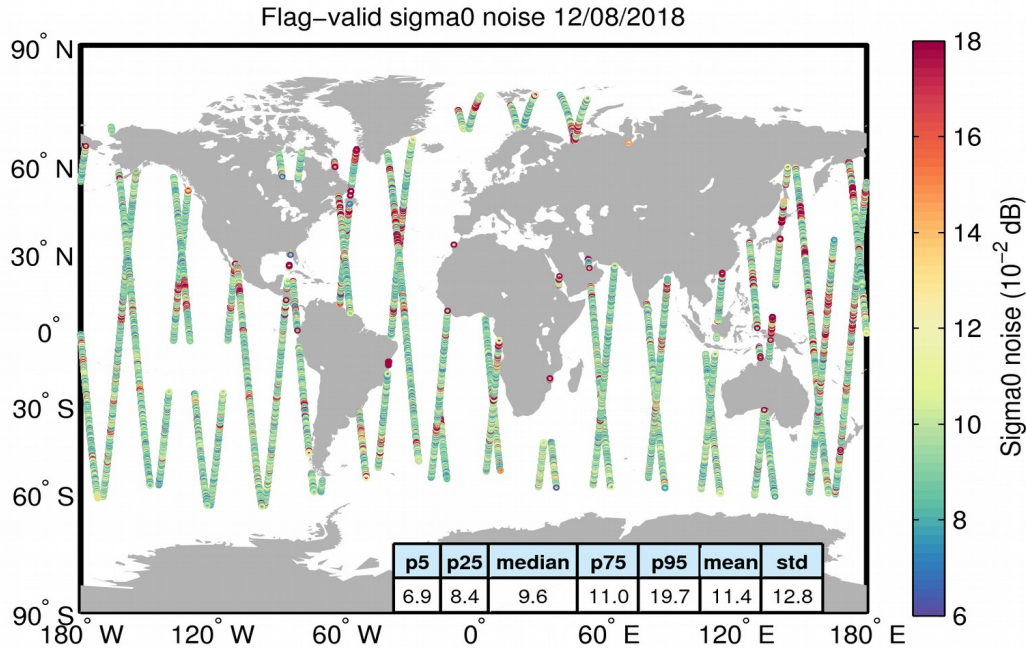 Flag−valid sigma0 noise 12/08/2018
90° N
60° N
30° N
0°
30° S
60° S
90° S
180° W
120° W
60° W
0°
60° E
120° E
180° E
p5 p25 median p75 p95 mean std
6.9 8.4 9.6 11.0 19.7 11.4 12.8
18
16
14
12
10
8
6
Sigma0 noise (10⁻² dB)